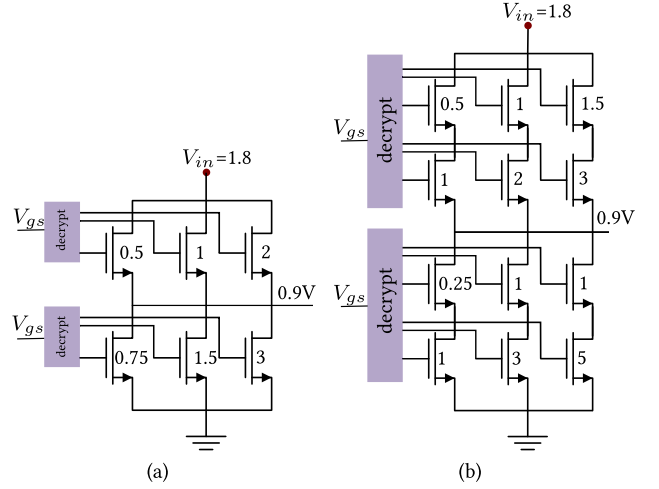 V_in=1.8
V_gs
decrypt
0.5
1
1.5
1
2
3
0.9V
V_gs
decrypt
0.25
1
1
1
3
5
V_in=1.8
V_gs
decrypt
0.5
1
2
0.9V
V_gs
decrypt
0.75
1.5
3
(a)
(b)